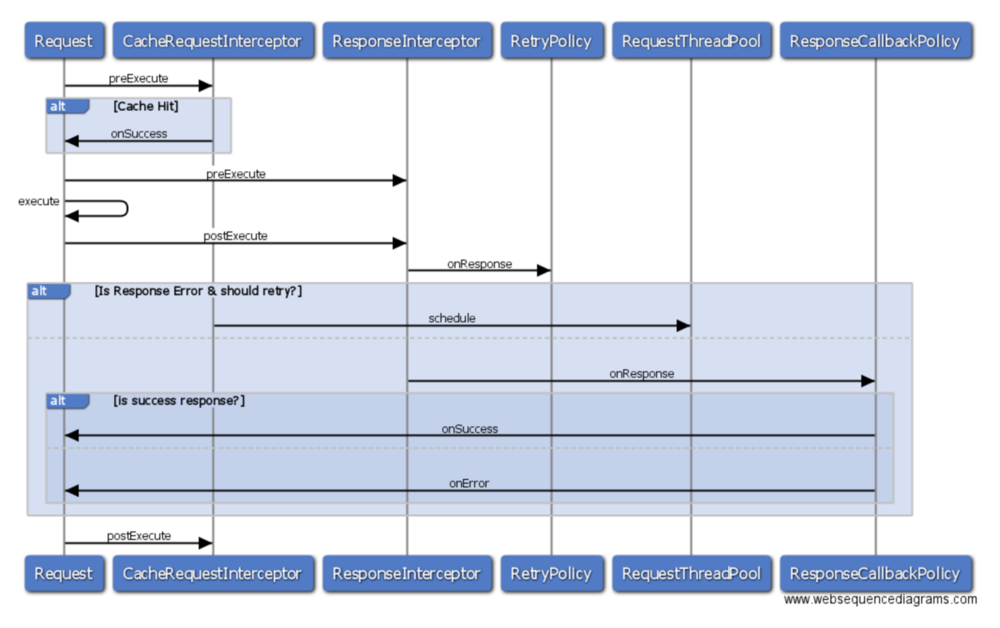 Request CacheRequestInterceptor ResponseInterceptor RetryPolicy RequestThreadPool ResponseCallbackPolicy
preExecute
alt [Cache Hit]
onSuccess
preExecute
execute
postExecute
onResponse
alt [Is Response Error & should retry?]
schedule
onResponse
alt [is success response?]
onSuccess
onError
postExecute
Request CacheRequestInterceptor ResponseInterceptor RetryPolicy RequestThreadPool ResponseCallbackPolicy
www.websequencediagrams.com